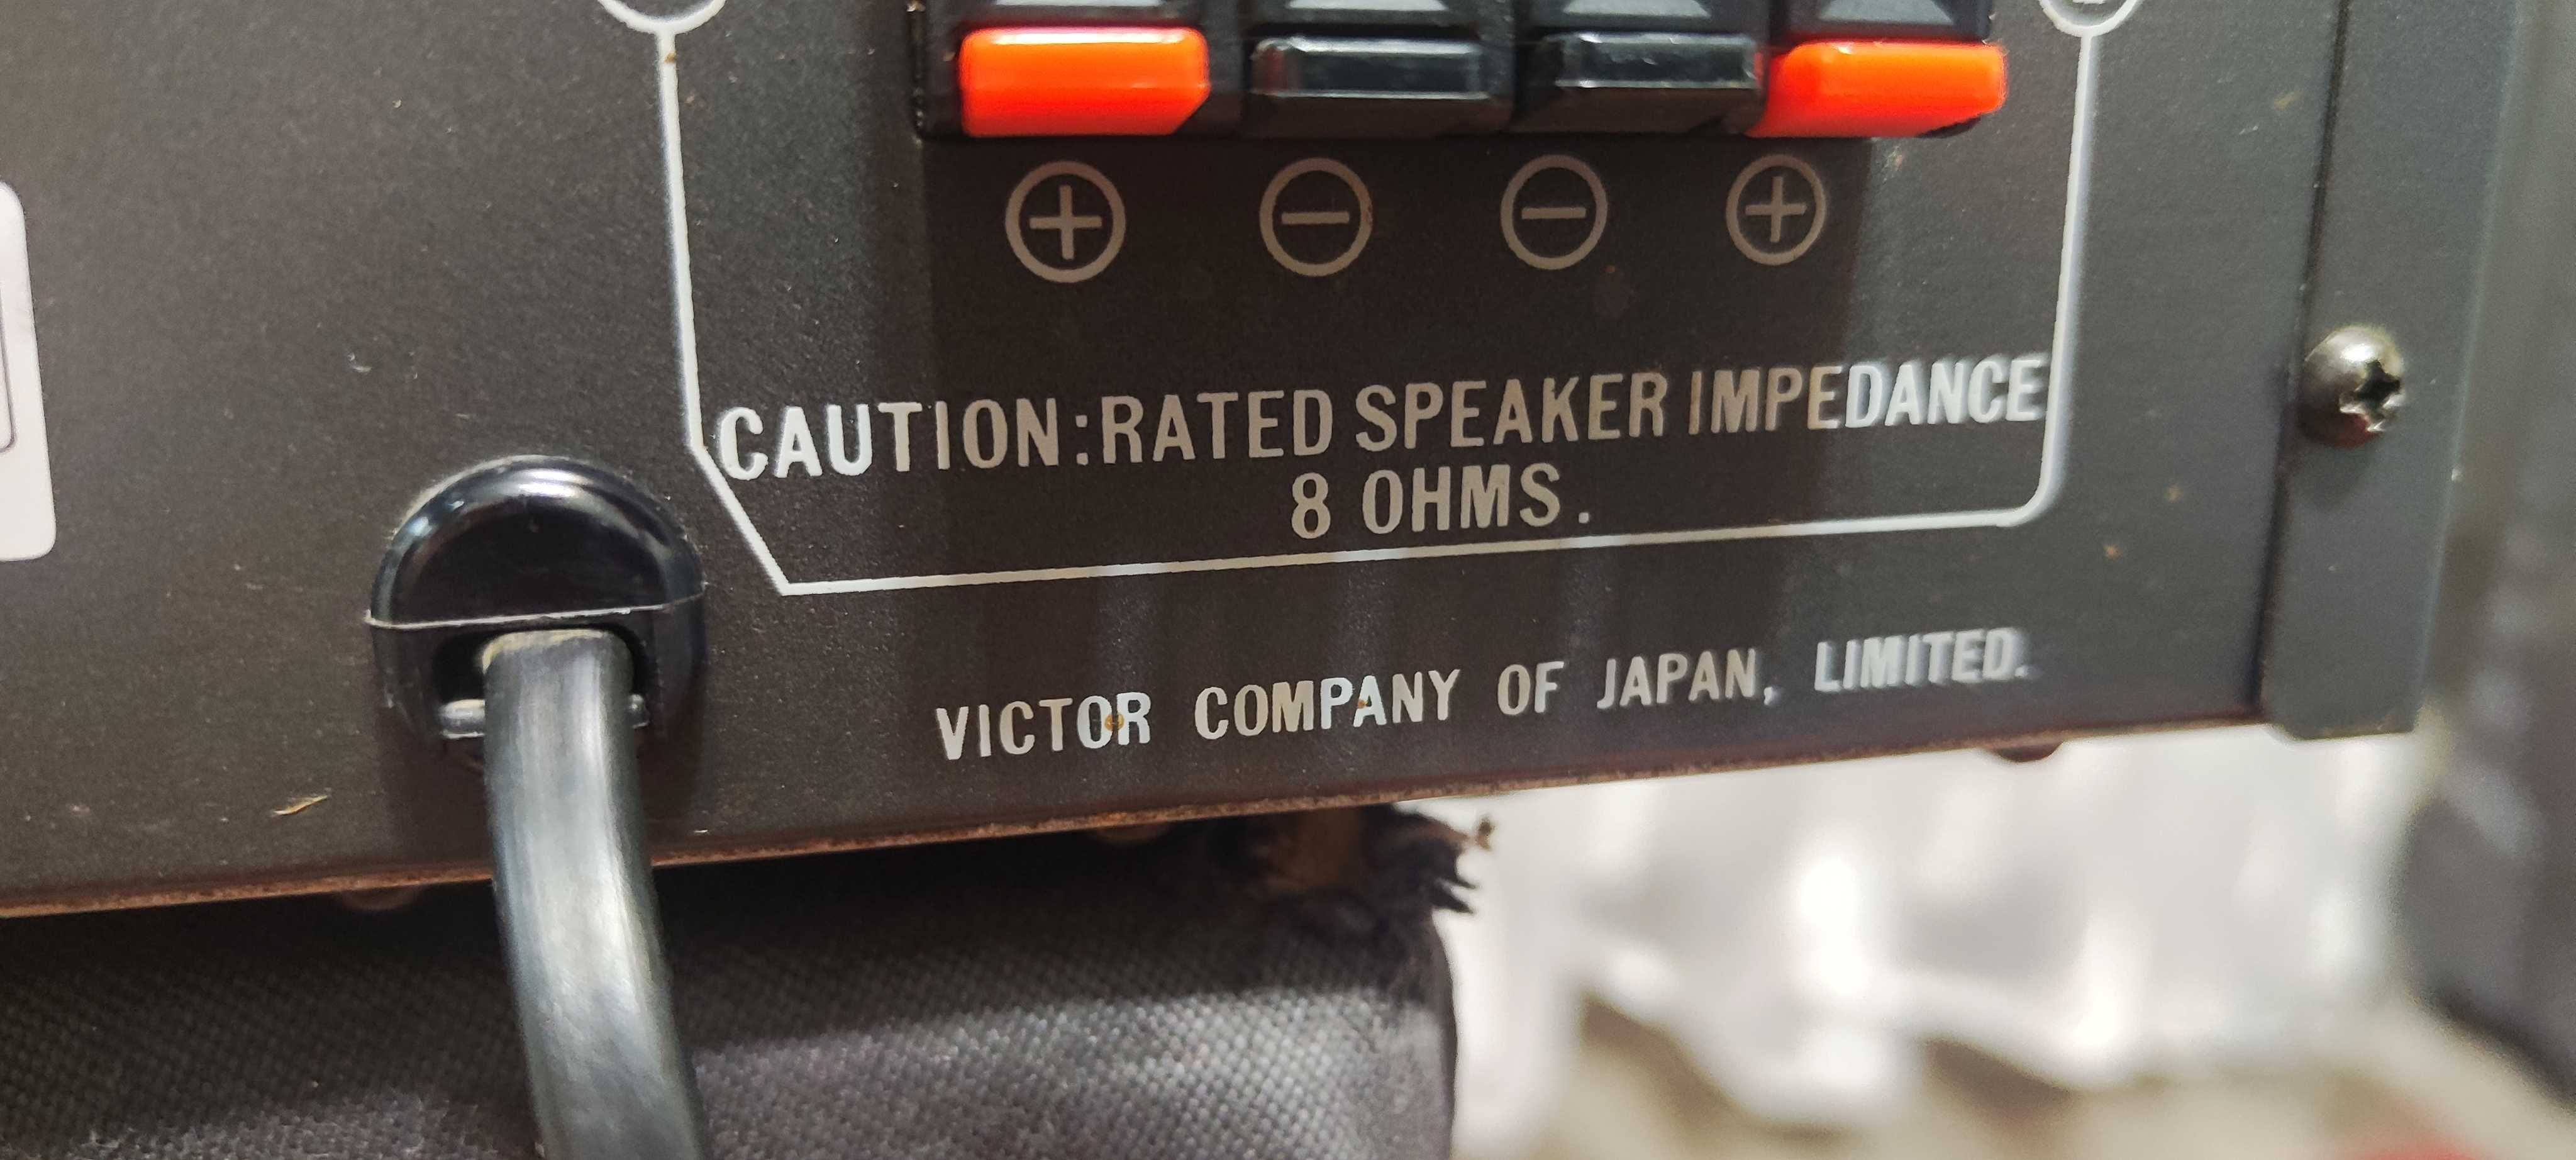 + − − +
CAUTION:RATED SPEAKER IMPEDANCE
8 OHMS.
VICTOR COMPANY OF JAPAN, LIMITED.